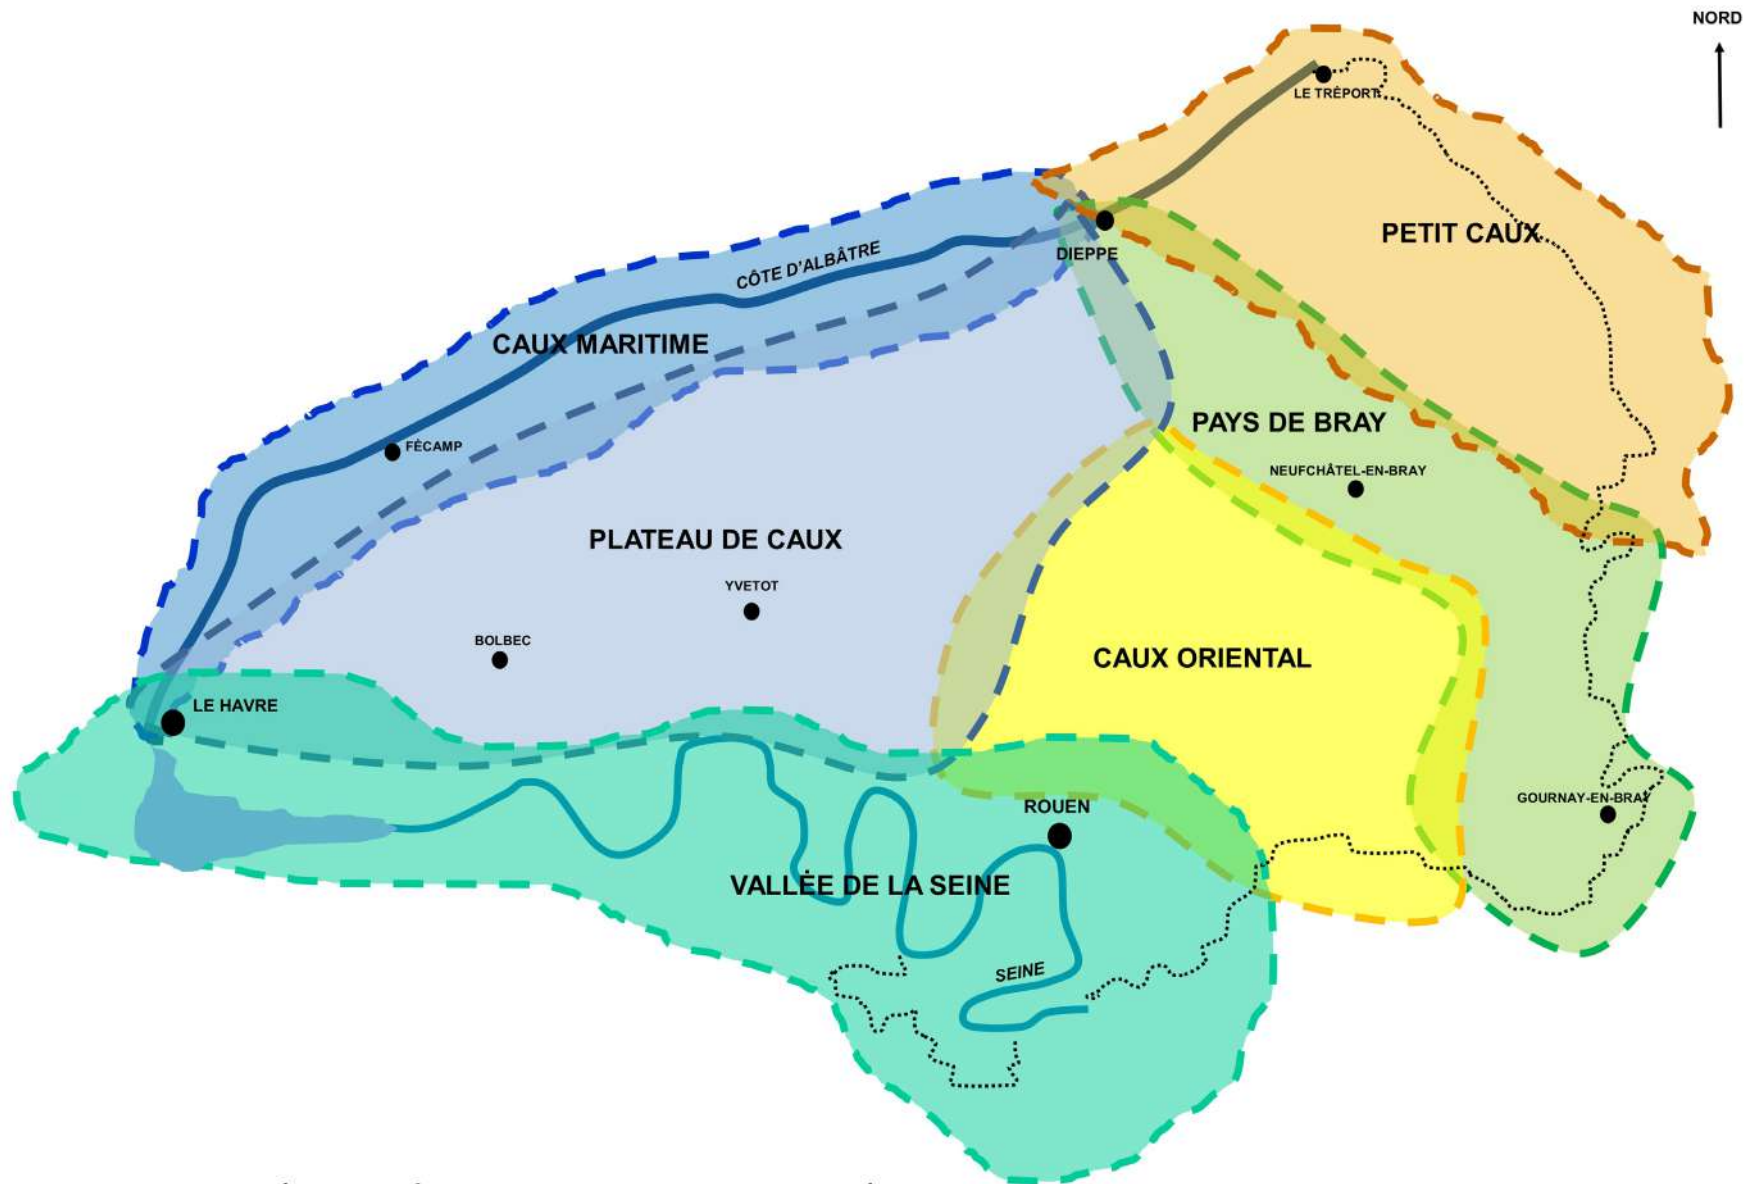 NORD
LE TRÉPORT
PETIT CAUX
CÔTE D'ALBÂTRE
DIEPPE
CAUX MARITIME
PAYS DE BRAY
FÉCAMP
NEUFCHÂTEL-EN-BRAY
PLATEAU DE CAUX
YVETOT
BOLBEC
CAUX ORIENTAL
LE HAVRE
GOURNAY-EN-BRAY
ROUEN
VALLÉE DE LA SEINE
SEINE